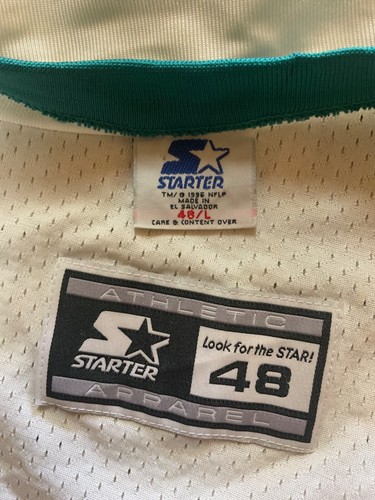 STARTER
TM/© 1996 NFLP
MADE IN
EL SALVADOR
48/L
CARE & CONTENT OVER
ATHLETIC
STARTER
Look for the STAR!
48
APPAREL